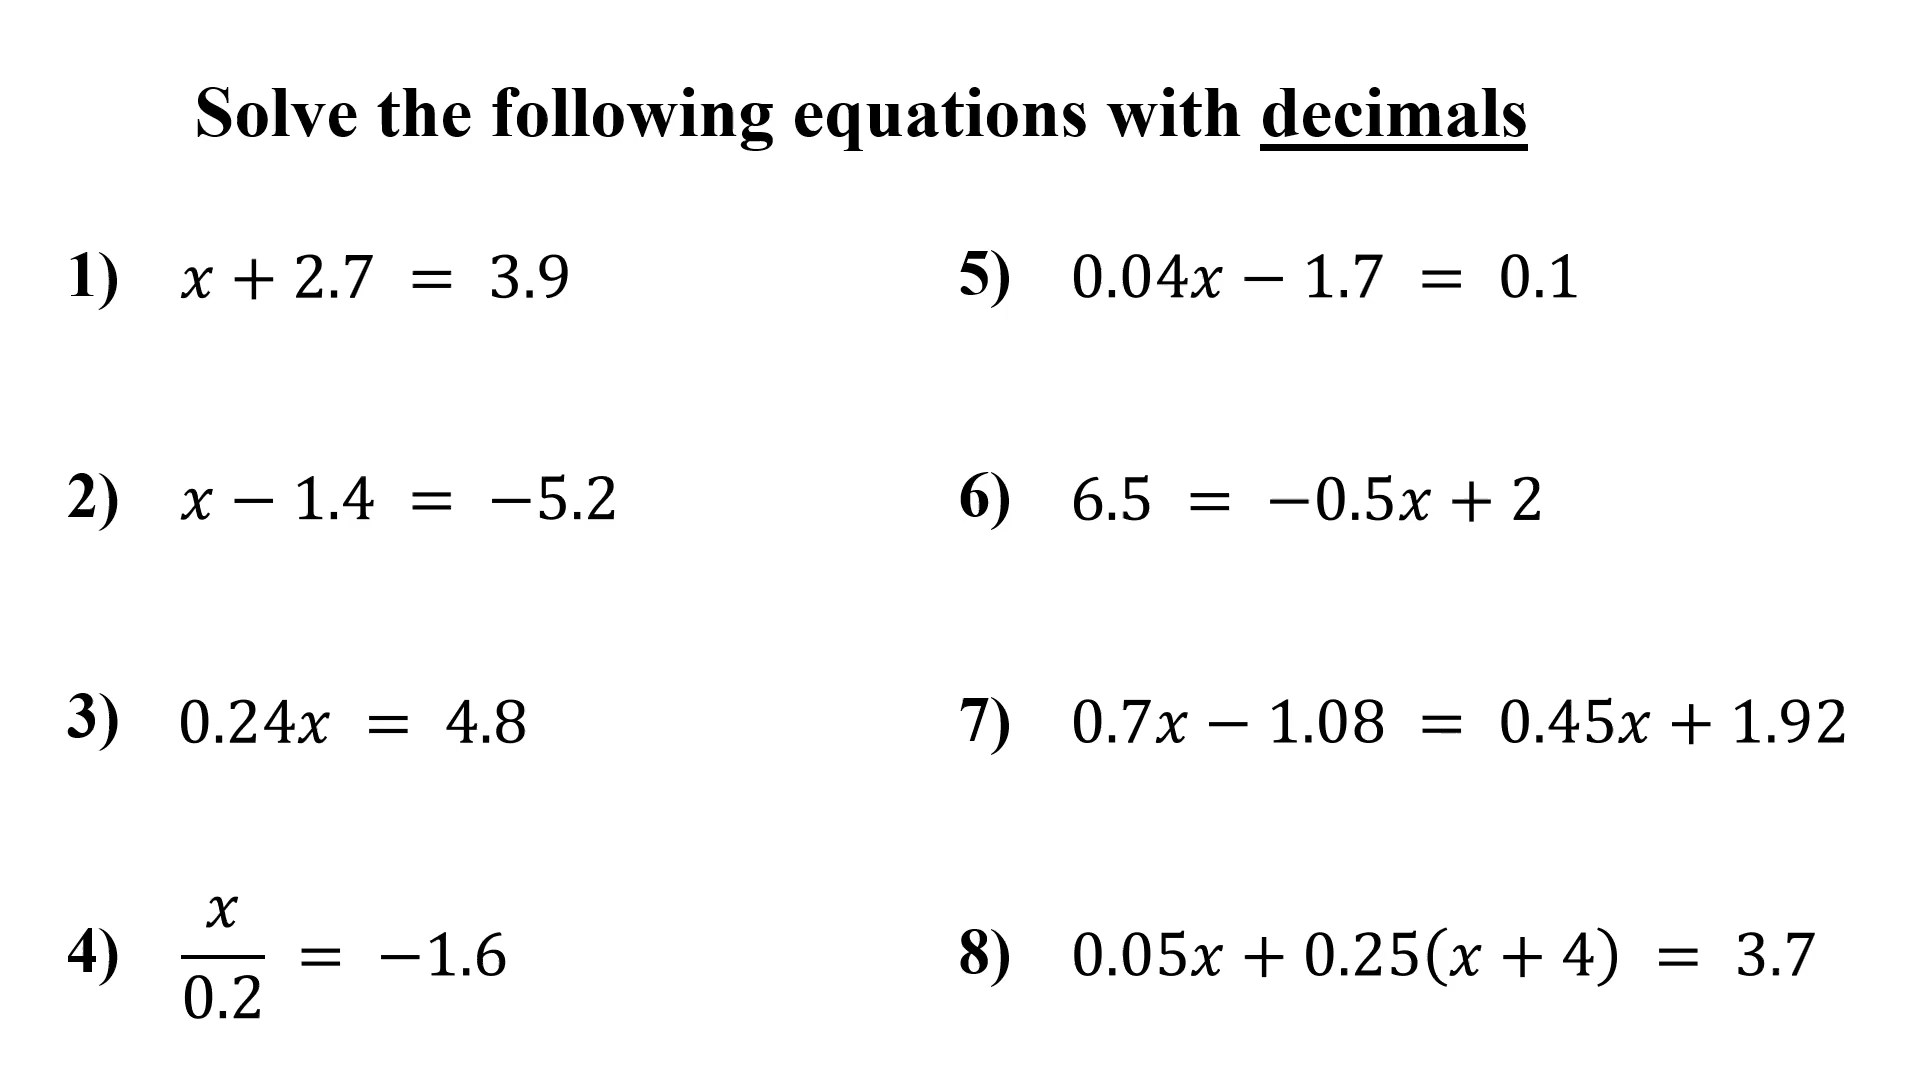 Solve the following equations with decimals
1) x + 2.7 = 3.9
2) x − 1.4 = −5.2
3) 0.24x = 4.8
4) x/0.2 = −1.6
5) 0.04x − 1.7 = 0.1
6) 6.5 = −0.5x + 2
7) 0.7x − 1.08 = 0.45x + 1.92
8) 0.05x + 0.25(x + 4) = 3.7